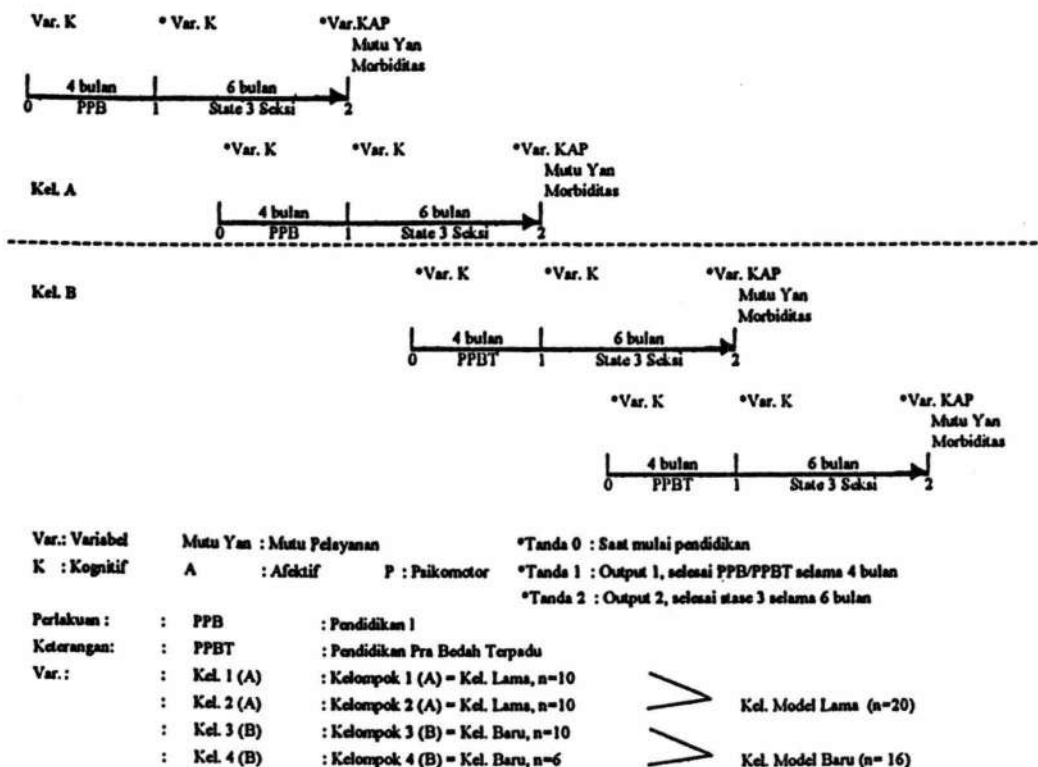 Var. K * Var. K *Var.KAP
Mutu Yan
Morbiditas
4 bulan 6 bulan
0 PPB 1 State 3 Seksi 2
*Var. K *Var. K *Var. KAP
Mutu Yan
Kel. A Morbiditas
4 bulan 6 bulan
0 PPB 1 State 3 Seksi 2
*Var. K *Var. K *Var. KAP
Kel. B Mutu Yan
Morbiditas
4 bulan 6 bulan
0 PPBT 1 State 3 Seksi 2
*Var. K *Var. K *Var. KAP
Mutu Yan
Morbiditas
4 bulan 6 bulan
0 PPBT 1 State 3 Seksi 2
Var.: Variabel Mutu Yan : Mutu Pelayanan *Tanda 0 : Saat mulai pendidikan
K : Kognitif A : Afektif P : Psikomotor *Tanda 1 : Output 1, selesai PPB/PPBT selama 4 bulan
*Tanda 2 : Output 2, selesai stase 3 selama 6 bulan
Perlakuan : : PPB : Pendidikan 1
Keterangan: : PPBT : Pendidikan Pra Bedah Terpadu
Var. : : Kel. 1 (A) : Kelompok 1 (A) = Kel. Lama, n=10
: Kel. 2 (A) : Kelompok 2 (A) = Kel. Lama, n=10 Kel. Model Lama (n=20)
: Kel. 3 (B) : Kelompok 3 (B) = Kel. Baru, n=10
: Kel. 4 (B) : Kelompok 4 (B) = Kel. Baru, n=6 Kel. Model Baru (n= 16)